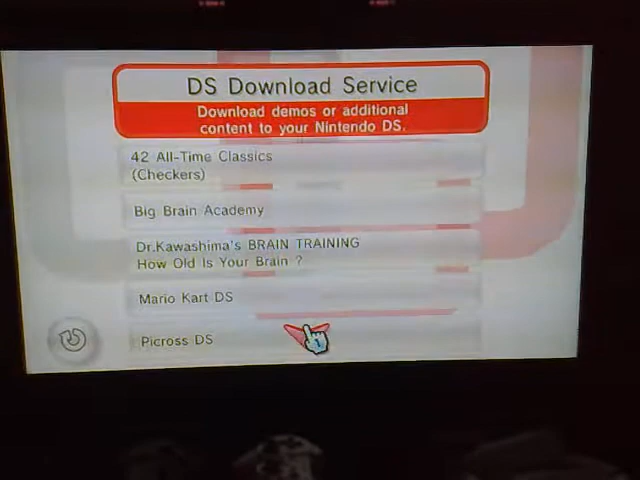 DS Download Service
Download demos or additional
content to your Nintendo DS.
42 All-Time Classics
(Checkers)
Big Brain Academy
Dr.Kawashima's BRAIN TRAINING
How Old Is Your Brain ?
Mario Kart DS
Picross DS
1